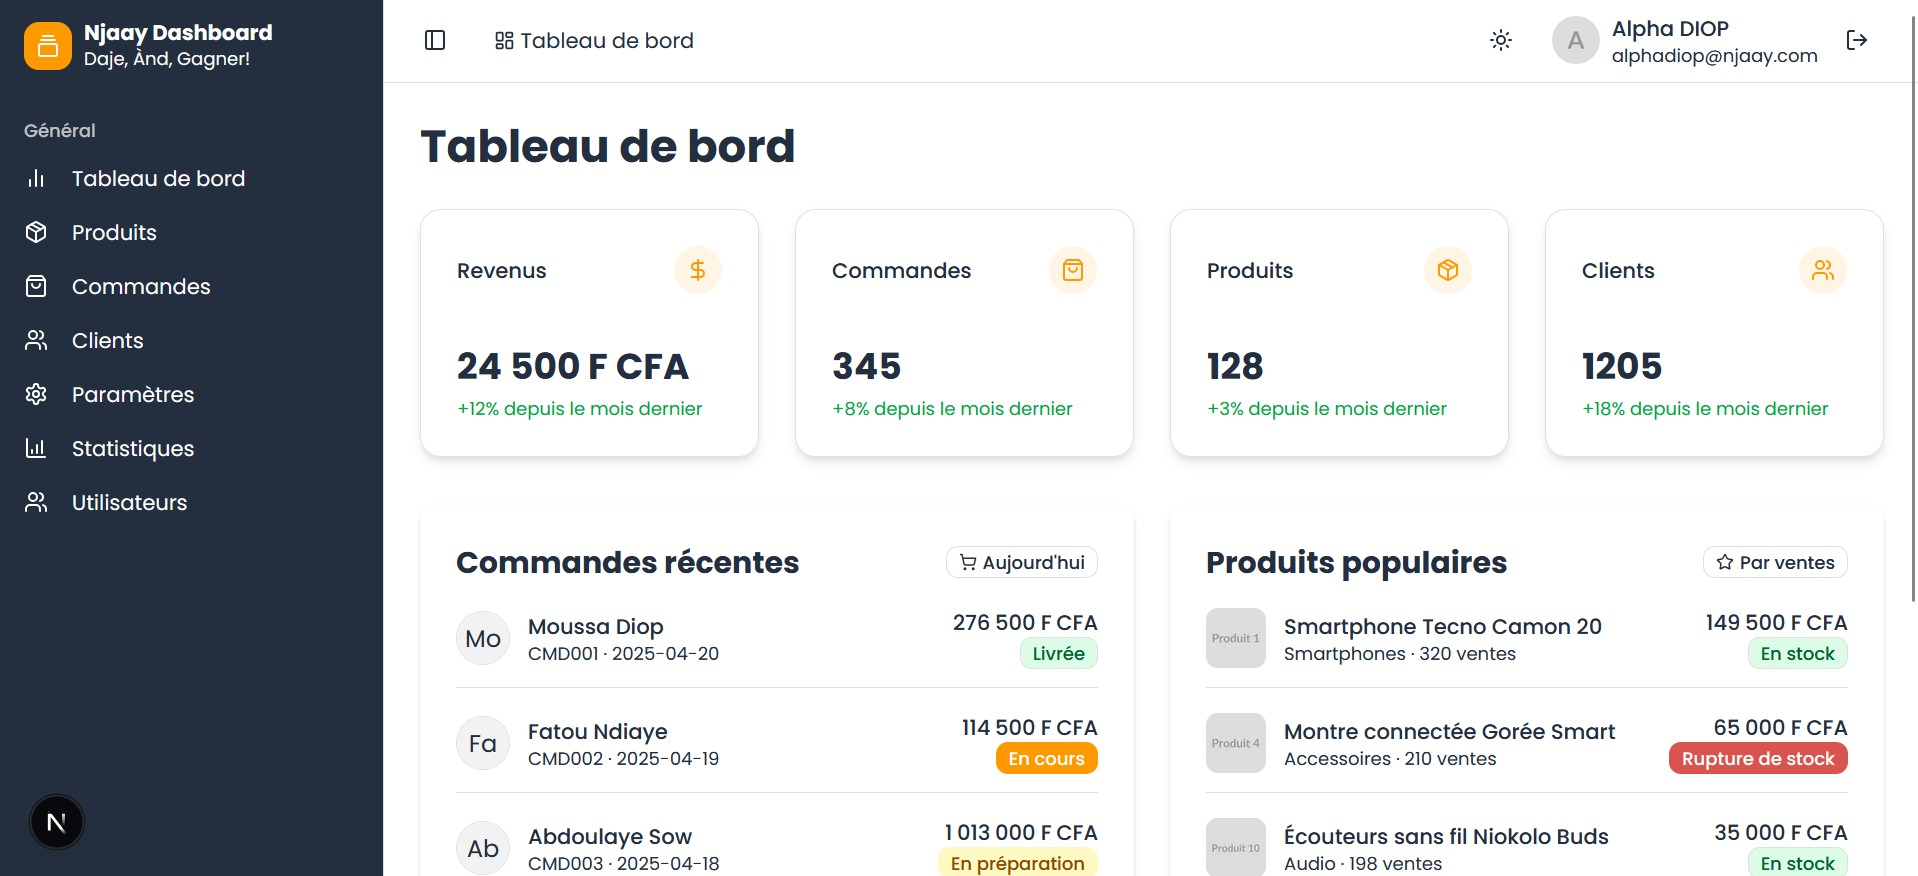 Njaay Dashboard
Daje, Ànd, Gagner!
Général
Tableau de bord
Produits
Commandes
Clients
Paramètres
Statistiques
Utilisateurs
N
Tableau de bord
A
Alpha DIOP
alphadiop@njaay.com
Tableau de bord
Revenus
24 500 F CFA
+12% depuis le mois dernier
Commandes
345
+8% depuis le mois dernier
Produits
128
+3% depuis le mois dernier
Clients
1205
+18% depuis le mois dernier
Commandes récentes
Aujourd'hui
Mo
Moussa Diop
CMD001 · 2025-04-20
276 500 F CFA
Livrée
Fa
Fatou Ndiaye
CMD002 · 2025-04-19
114 500 F CFA
En cours
Ab
Abdoulaye Sow
CMD003 · 2025-04-18
1 013 000 F CFA
En préparation
Produits populaires
Par ventes
Produit 1
Smartphone Tecno Camon 20
Smartphones · 320 ventes
149 500 F CFA
En stock
Produit 4
Montre connectée Gorée Smart
Accessoires · 210 ventes
65 000 F CFA
Rupture de stock
Produit 10
Écouteurs sans fil Niokolo Buds
Audio · 198 ventes
35 000 F CFA
En stock